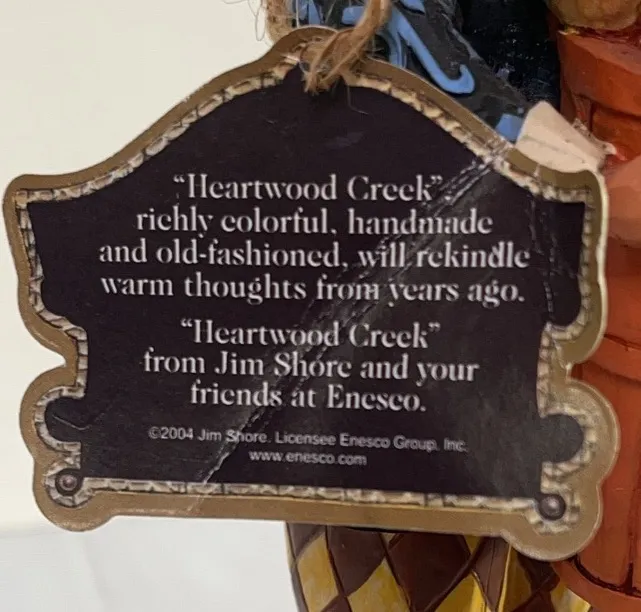 “Heartwood Creek”,
richly colorful, handmade
and old-fashioned, will rekindle
warm thoughts from years ago.
“Heartwood Creek”
from Jim Shore and your
friends at Enesco.
©2004 Jim Shore. Licensee Enesco Group, Inc.
www.enesco.com